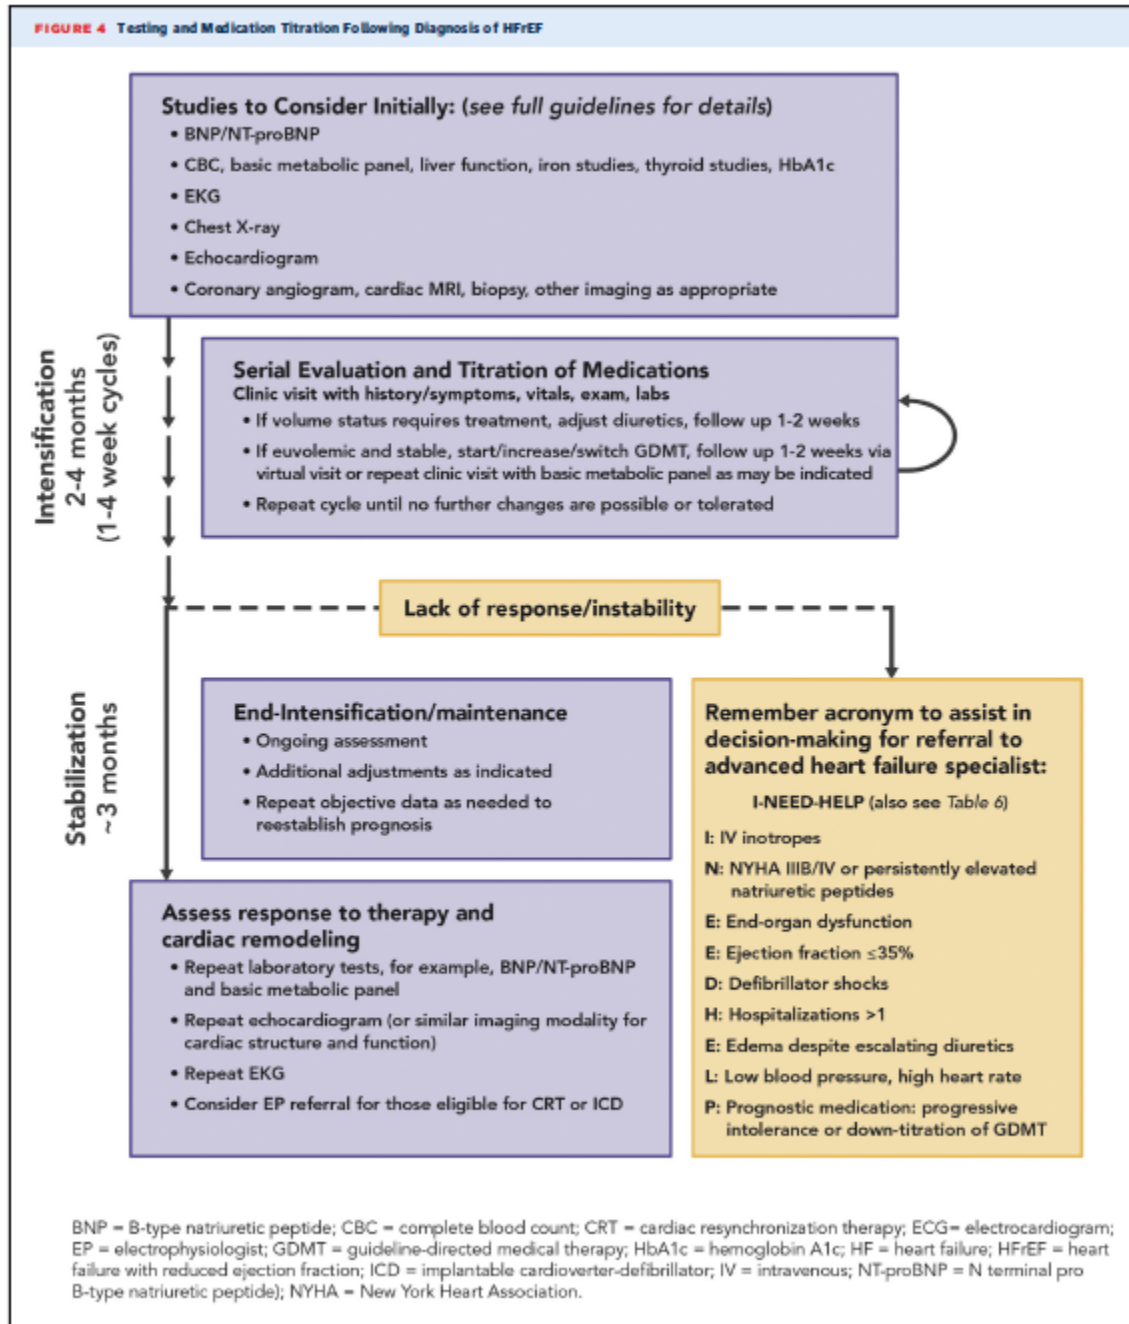 FIGURE 4 Testing and Medication Titration Following Diagnosis of HFrEF
Studies to Consider Initially: (see full guidelines for details)
• BNP/NT-proBNP
• CBC, basic metabolic panel, liver function, iron studies, thyroid studies, HbA1c
• EKG
• Chest X-ray
• Echocardiogram
• Coronary angiogram, cardiac MRI, biopsy, other imaging as appropriate
Intensification
2-4 months
(1-4 week cycles)
Serial Evaluation and Titration of Medications
Clinic visit with history/symptoms, vitals, exam, labs
• If volume status requires treatment, adjust diuretics, follow up 1-2 weeks
• If euvolemic and stable, start/increase/switch GDMT, follow up 1-2 weeks via
virtual visit or repeat clinic visit with basic metabolic panel as may be indicated
• Repeat cycle until no further changes are possible or tolerated
Lack of response/instability
Stabilization
~3 months
End-Intensification/maintenance
• Ongoing assessment
• Additional adjustments as indicated
• Repeat objective data as needed to
reestablish prognosis
Assess response to therapy and
cardiac remodeling
• Repeat laboratory tests, for example, BNP/NT-proBNP
and basic metabolic panel
• Repeat echocardiogram (or similar imaging modality for
cardiac structure and function)
• Repeat EKG
• Consider EP referral for those eligible for CRT or ICD
Remember acronym to assist in
decision-making for referral to
advanced heart failure specialist:
I-NEED-HELP (also see Table 6)
I: IV inotropes
N: NYHA IIIB/IV or persistently elevated
natriuretic peptides
E: End-organ dysfunction
E: Ejection fraction ≤35%
D: Defibrillator shocks
H: Hospitalizations >1
E: Edema despite escalating diuretics
L: Low blood pressure, high heart rate
P: Prognostic medication: progressive
intolerance or down-titration of GDMT
BNP = B-type natriuretic peptide; CBC = complete blood count; CRT = cardiac resynchronization therapy; ECG= electrocardiogram;
EP = electrophysiologist; GDMT = guideline-directed medical therapy; HbA1c = hemoglobin A1c; HF = heart failure; HFrEF = heart
failure with reduced ejection fraction; ICD = implantable cardioverter-defibrillator; IV = intravenous; NT-proBNP = N terminal pro
B-type natriuretic peptide); NYHA = New York Heart Association.